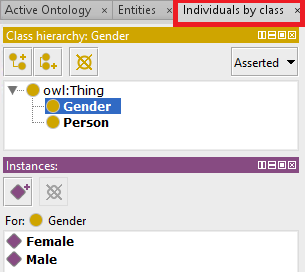 Active Ontology × Entities × Individuals by class ×
Class hierarchy: Gender
Asserted
owl:Thing
Gender
Person
Instances:
For: Gender
Female
Male